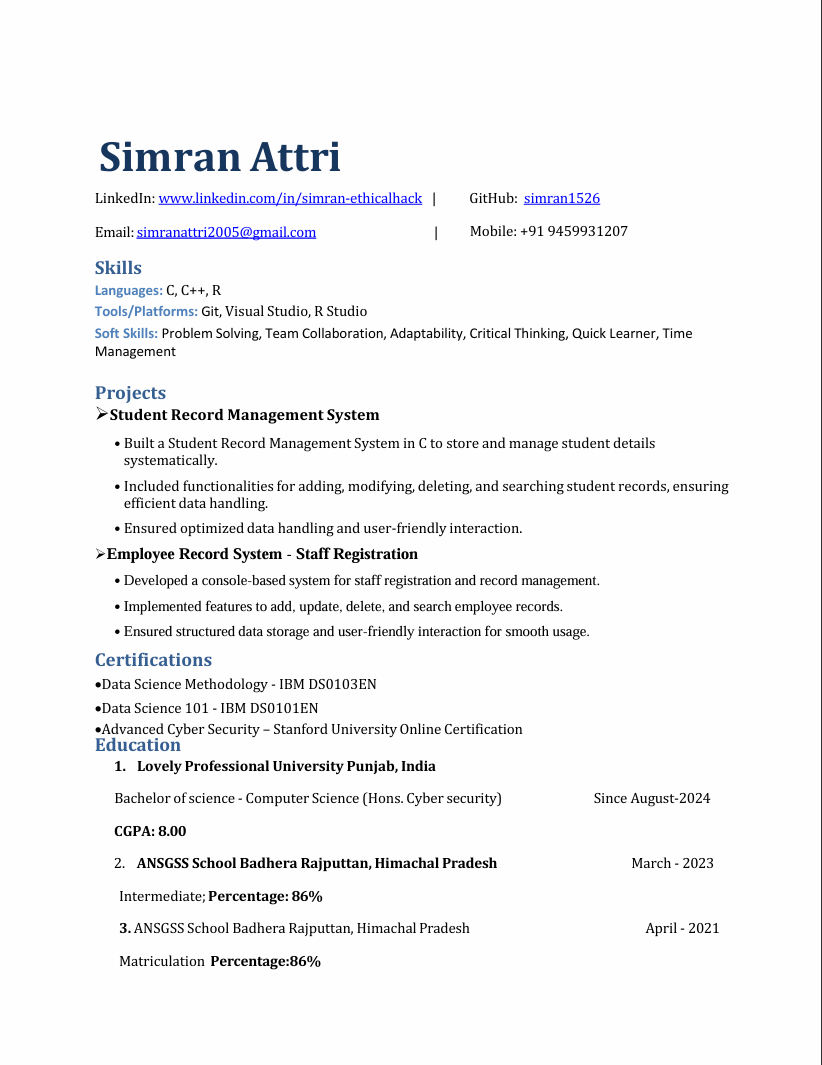 Simran Attri
LinkedIn: www.linkedin.com/in/simran-ethicalhack | GitHub: simran1526
Email: simranattri2005@gmail.com | Mobile: +91 9459931207
Skills
Languages: C, C++, R
Tools/Platforms: Git, Visual Studio, R Studio
Soft Skills: Problem Solving, Team Collaboration, Adaptability, Critical Thinking, Quick Learner, Time
Management
Projects
➢Student Record Management System
• Built a Student Record Management System in C to store and manage student details
systematically.
• Included functionalities for adding, modifying, deleting, and searching student records, ensuring
efficient data handling.
• Ensured optimized data handling and user-friendly interaction.
➢Employee Record System - Staff Registration
• Developed a console-based system for staff registration and record management.
• Implemented features to add, update, delete, and search employee records.
• Ensured structured data storage and user-friendly interaction for smooth usage.
Certifications
•Data Science Methodology - IBM DS0103EN
•Data Science 101 - IBM DS0101EN
•Advanced Cyber Security – Stanford University Online Certification
Education
1. Lovely Professional University Punjab, India
Bachelor of science - Computer Science (Hons. Cyber security) Since August-2024
CGPA: 8.00
2. ANSGSS School Badhera Rajputtan, Himachal Pradesh March - 2023
Intermediate; Percentage: 86%
3. ANSGSS School Badhera Rajputtan, Himachal Pradesh April - 2021
Matriculation Percentage:86%